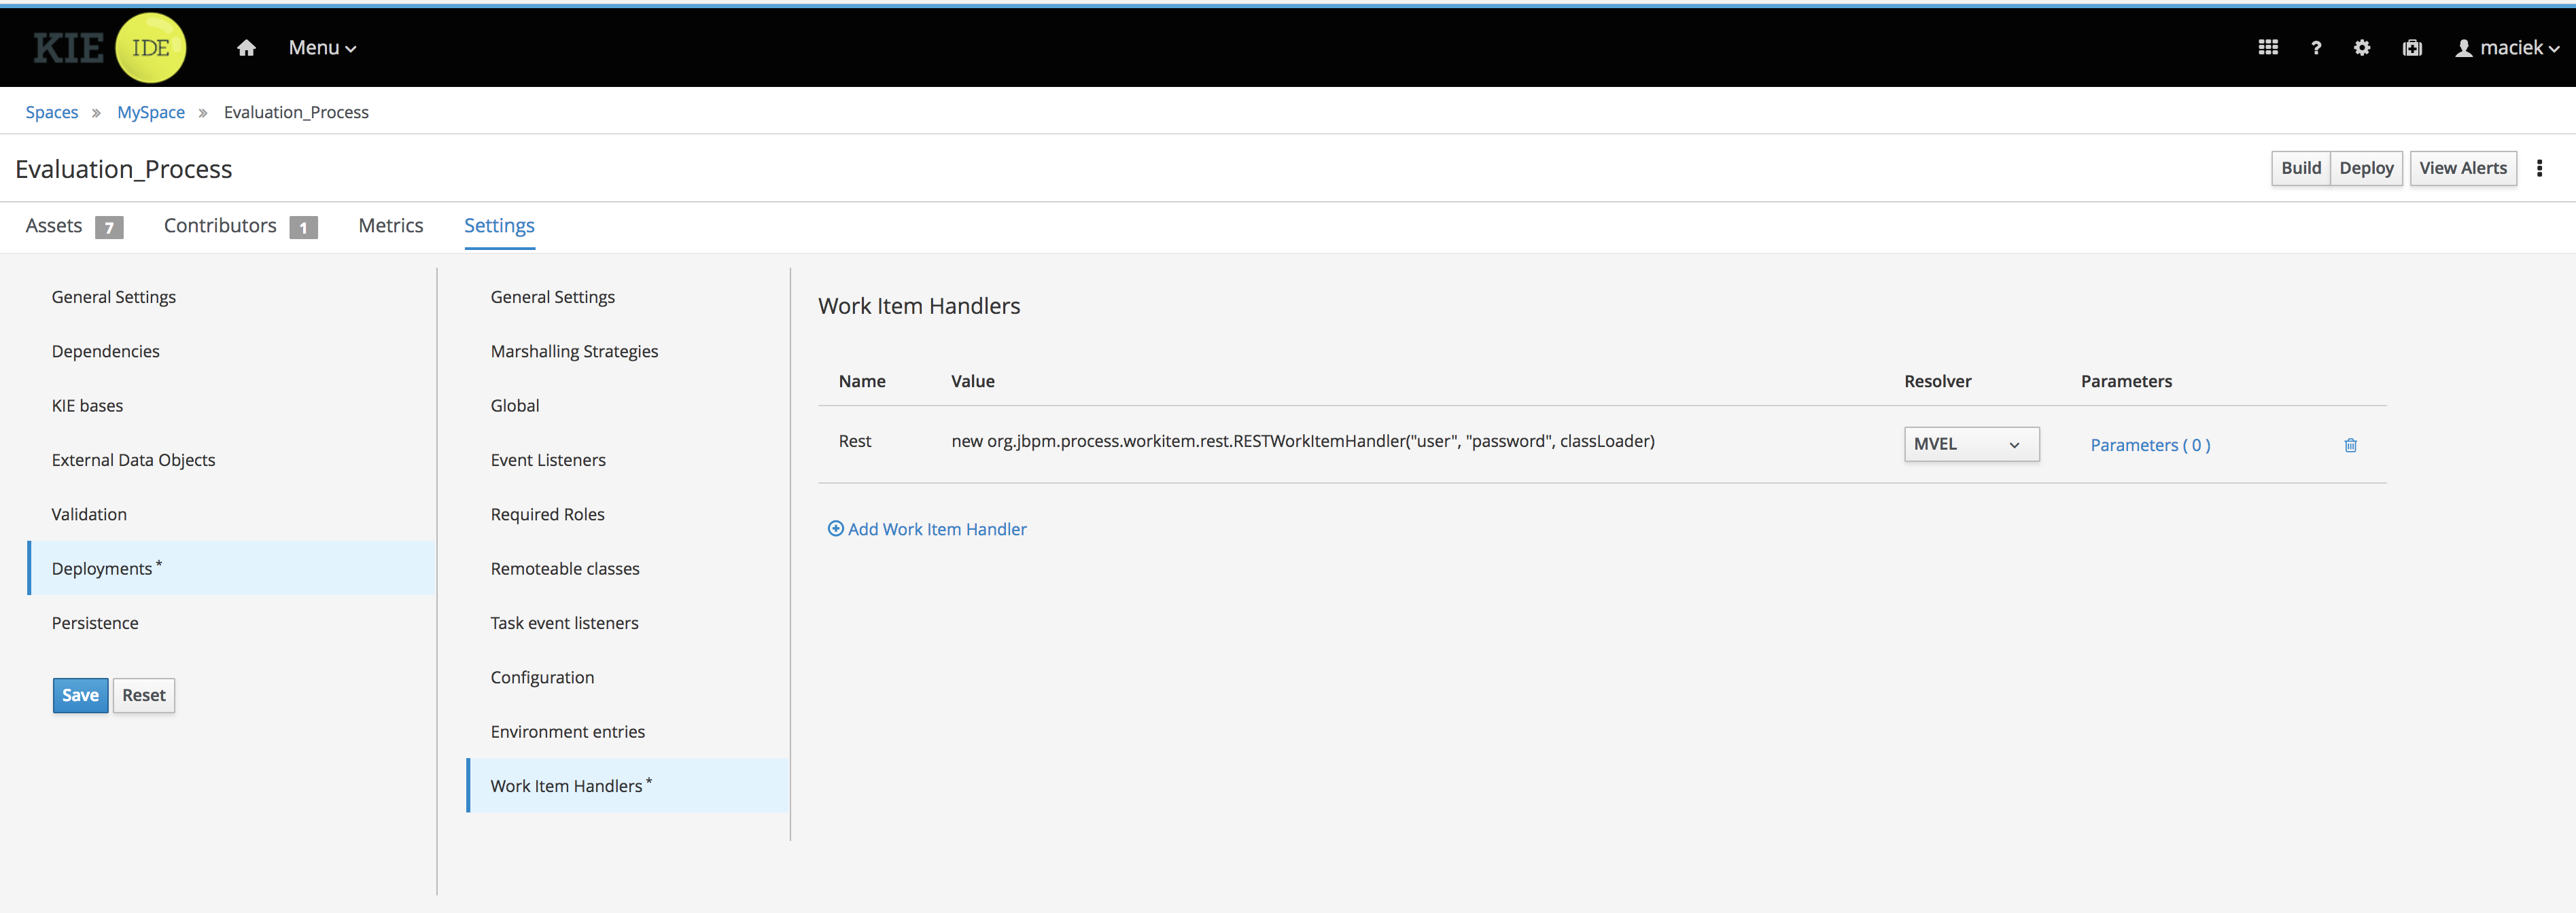 KIE IDE Menu ? maciek
Spaces » MySpace » Evaluation_Process
Evaluation_Process Build Deploy View Alerts
Assets 7 Contributors 1 Metrics Settings
General Settings
Dependencies
KIE bases
External Data Objects
Validation
Deployments *
Persistence
Save Reset
General Settings
Marshalling Strategies
Global
Event Listeners
Required Roles
Remoteable classes
Task event listeners
Configuration
Environment entries
Work Item Handlers *
Work Item Handlers
Name Value Resolver Parameters
Rest new org.jbpm.process.workitem.rest.RESTWorkItemHandler("user", "password", classLoader) MVEL Parameters ( 0 )
Add Work Item Handler